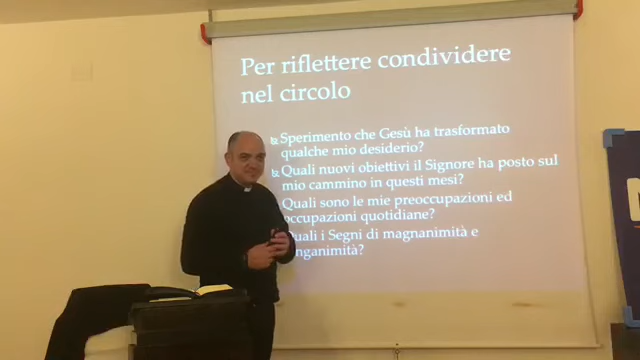 Per riflettere condividere
nel circolo
Sperimento che Gesù ha trasformato
qualche mio desiderio?
Quali nuovi obiettivi il Signore ha posto sul
mio cammino in questi mesi?
Quali sono le mie preoccupazioni ed
occupazioni quotidiane?
Quali i Segni di magnanimità e